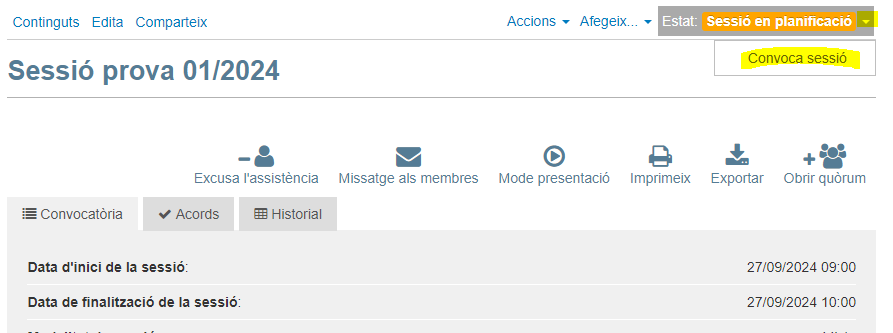 Continguts Edita Comparteix Accions Afegeix... Estat: Sessió en planificació
Convoca sessió
Sessió prova 01/2024
Excusa l'assistència Missatge als membres Mode presentació Imprimeix Exportar Obrir quòrum
Convocatòria Acords Historial
Data d'inici de la sessió: 27/09/2024 09:00
Data de finalització de la sessió: 27/09/2024 10:00